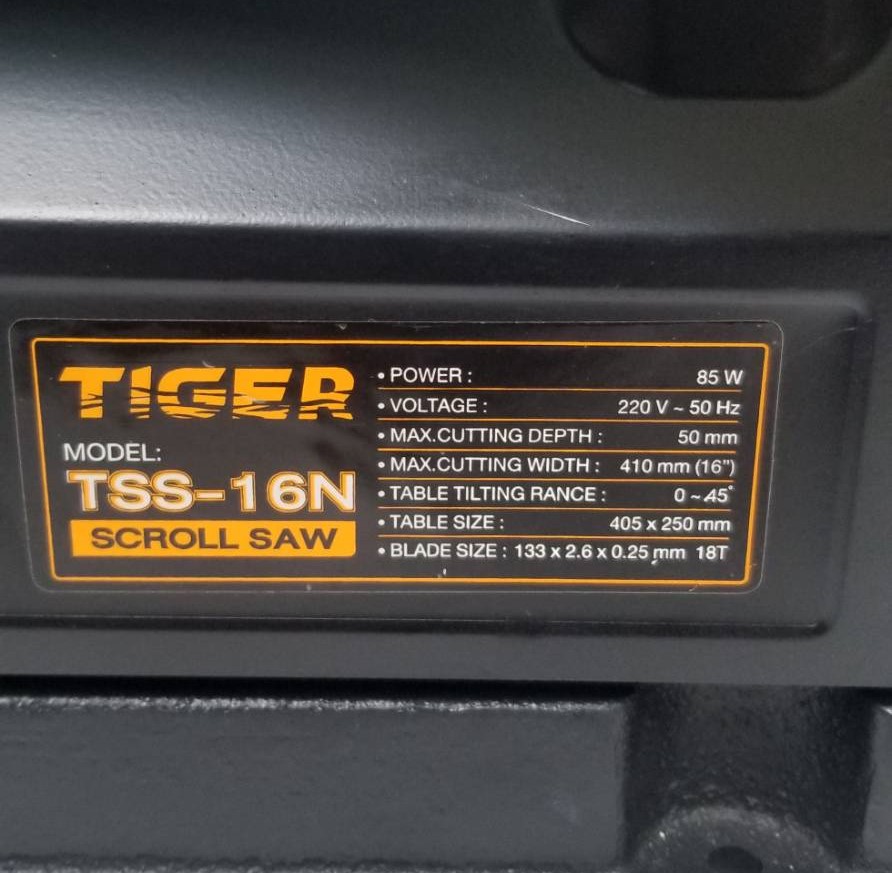 TIGER
MODEL:
TSS-16N
SCROLL SAW
• POWER : 85 W
• VOLTAGE : 220 V ~ 50 Hz
• MAX.CUTTING DEPTH : 50 mm
• MAX.CUTTING WIDTH : 410 mm (16")
• TABLE TILTING RANGE : 0 ~ 45°
• TABLE SIZE : 405 x 250 mm
• BLADE SIZE : 133 x 2.6 x 0.25 mm 18T